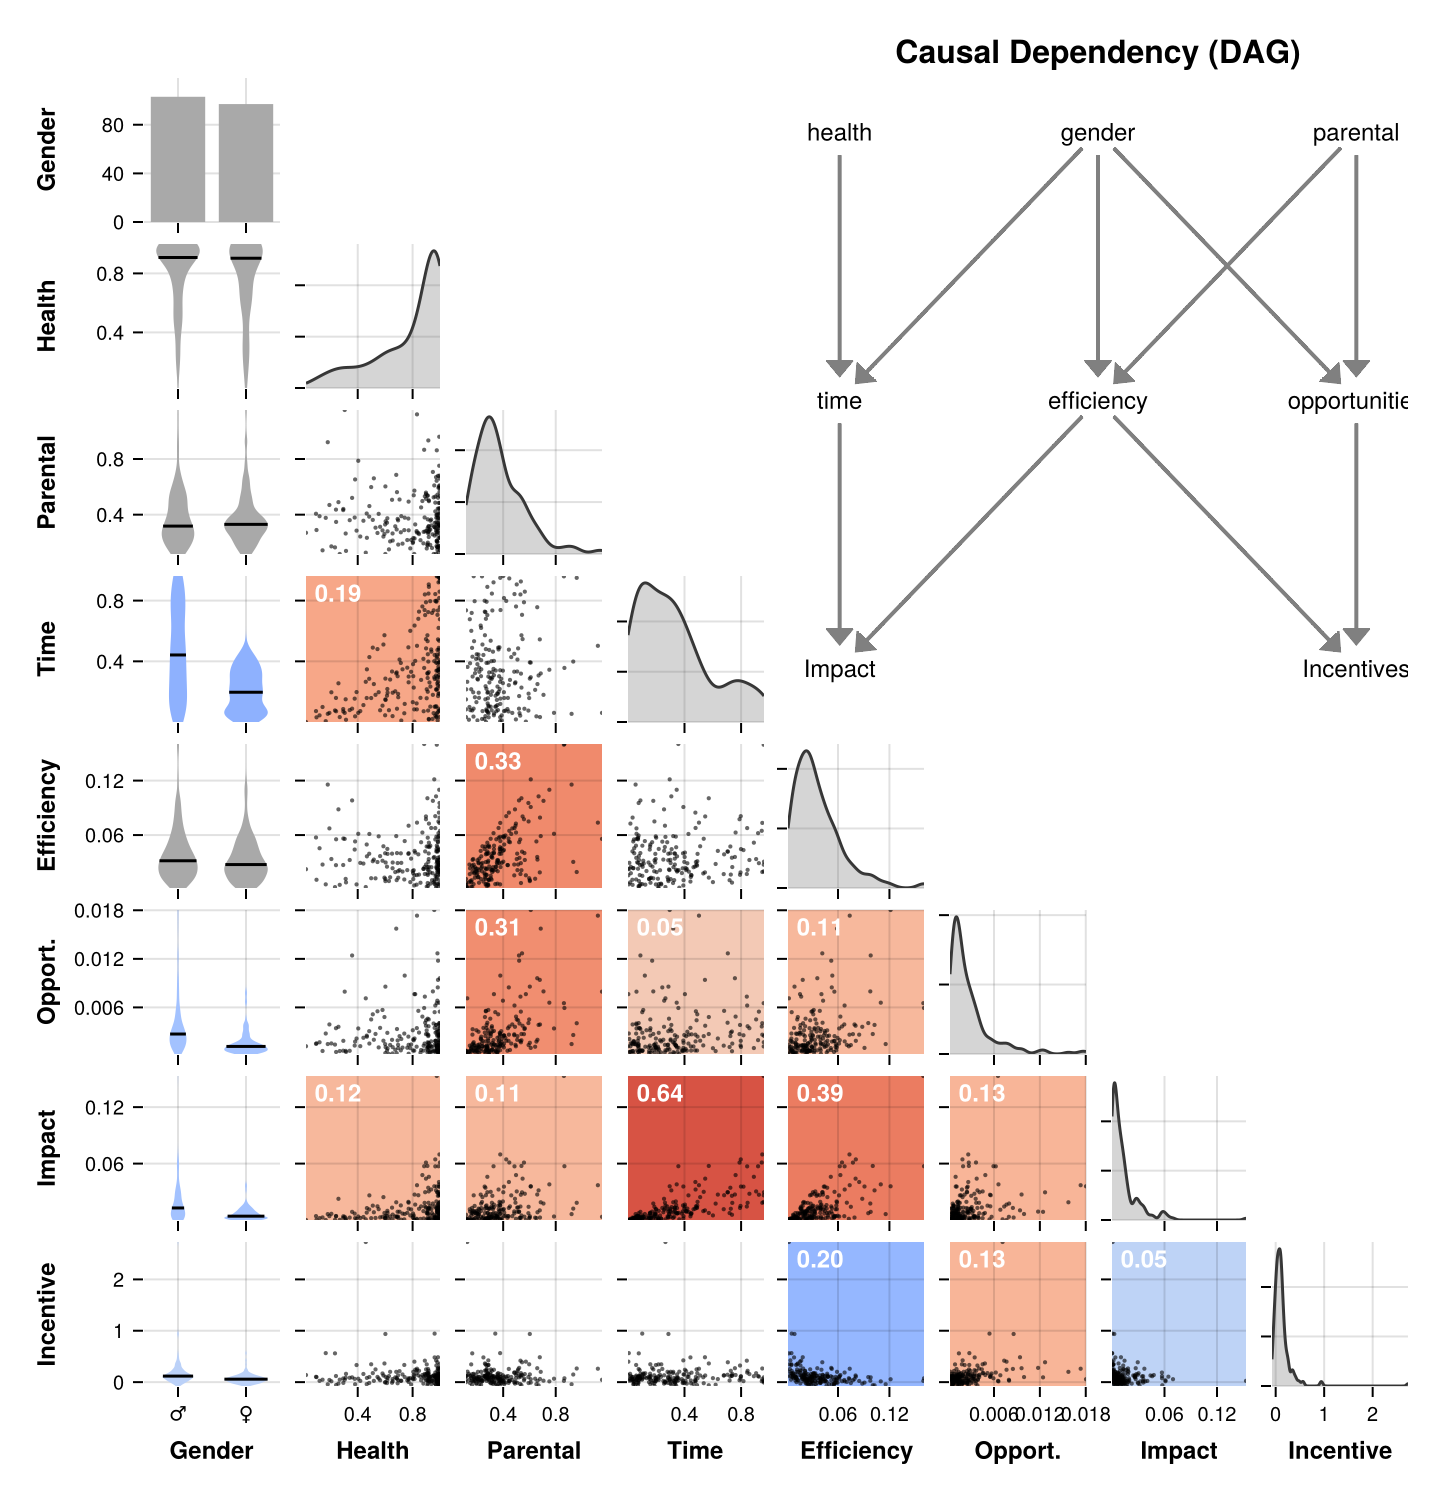 Causal Dependency (DAG)
health gender parental
time efficiency opportunitie
Impact Incentives
Gender
80
40
0
Health
0.8
0.4
Parental
0.8
0.4
Time
0.8
0.4
0.19
Efficiency
0.12
0.06
0.33
Opport.
0.018
0.012
0.006
0.31 0.05 0.11
Impact
0.12
0.06
0.12 0.11 0.64 0.39 0.13
Incentive
2
1
0
0.20 0.13 0.05
♂ ♀ 0.4 0.8 0.4 0.8 0.4 0.8 0.06 0.12 0.006 0.012 0.018 0.06 0.12 0 1 2
Gender Health Parental Time Efficiency Opport. Impact Incentive